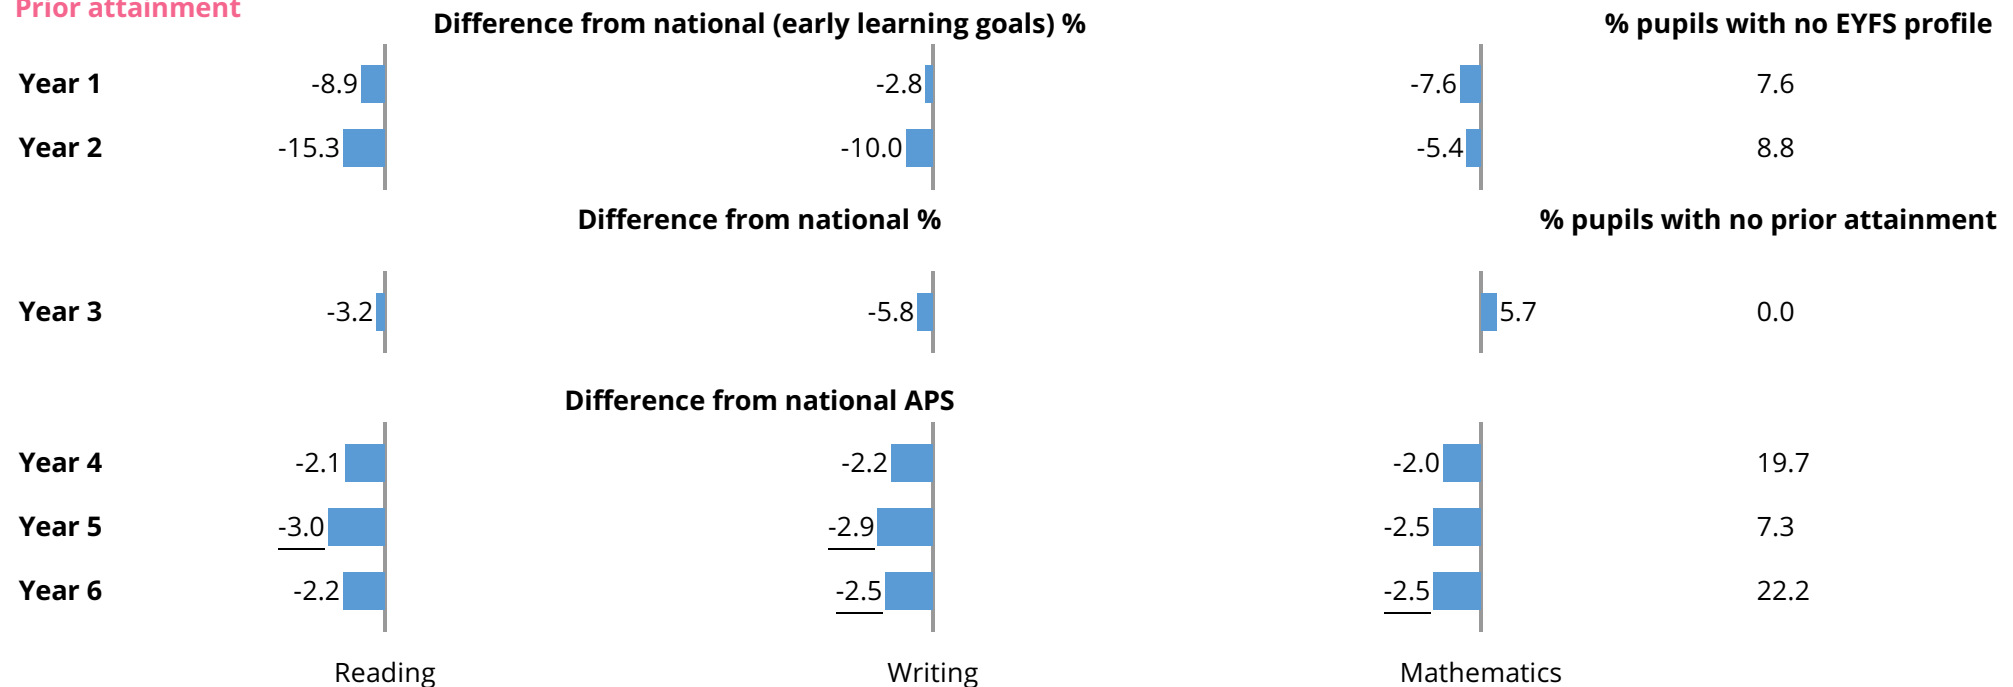 Prior attainment
Difference from national (early learning goals) % % pupils with no EYFS profile
Year 1 -8.9 -2.8 -7.6 7.6
Year 2 -15.3 -10.0 -5.4 8.8
Difference from national % % pupils with no prior attainment
Year 3 -3.2 -5.8 5.7 0.0
Difference from national APS
Year 4 -2.1 -2.2 -2.0 19.7
Year 5 -3.0 -2.9 -2.5 7.3
Year 6 -2.2 -2.5 -2.5 22.2
Reading Writing Mathematics